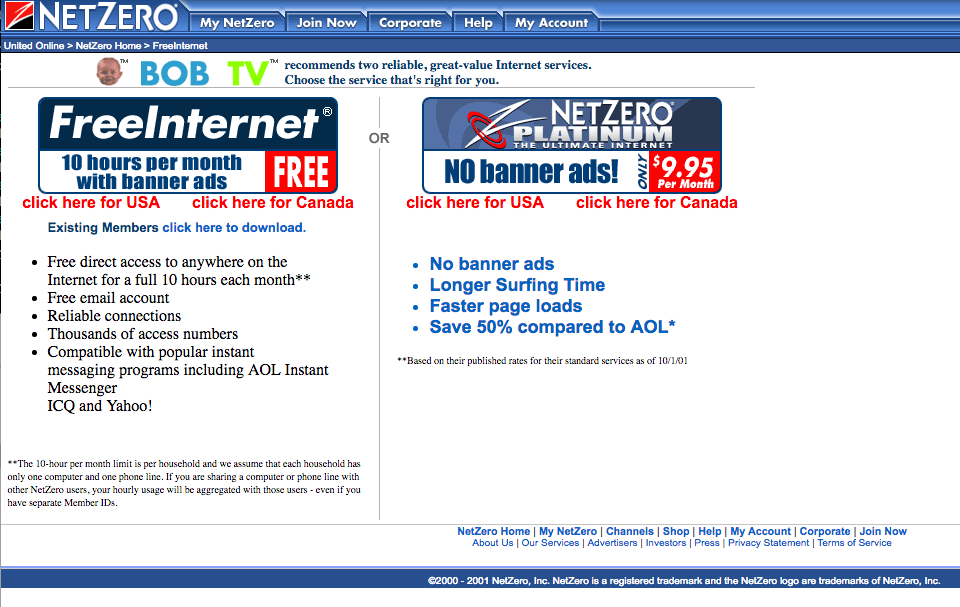 NETZERO®
My NetZero
Join Now
Corporate
Help
My Account
United Online > NetZero Home > FreeInternet
™ BOB TV™
recommends two reliable, great-value Internet services.
Choose the service that's right for you.
FreeInternet®
10 hours per month
with banner ads
FREE
click here for USA click here for Canada
Existing Members click here to download.
• Free direct access to anywhere on the
Internet for a full 10 hours each month**
• Free email account
• Reliable connections
• Thousands of access numbers
• Compatible with popular instant
messaging programs including AOL Instant
Messenger
ICQ and Yahoo!
**The 10-hour per month limit is per household and we assume that each household has
only one computer and one phone line. If you are sharing a computer or phone line with
other NetZero users, your hourly usage will be aggregated with those users - even if you
have separate Member IDs.
OR
NETZERO®
PLATINUM
THE ULTIMATE INTERNET
NO banner ads!
ONLY
$9.95
Per Month
click here for USA click here for Canada
• No banner ads
• Longer Surfing Time
• Faster page loads
• Save 50% compared to AOL*
**Based on their published rates for their standard services as of 10/1/01
NetZero Home | My NetZero | Channels | Shop | Help | My Account | Corporate | Join Now
About Us | Our Services | Advertisers | Investors | Press | Privacy Statement | Terms of Service
©2000 - 2001 NetZero, Inc. NetZero is a registered trademark and the NetZero logo are trademarks of NetZero, Inc.